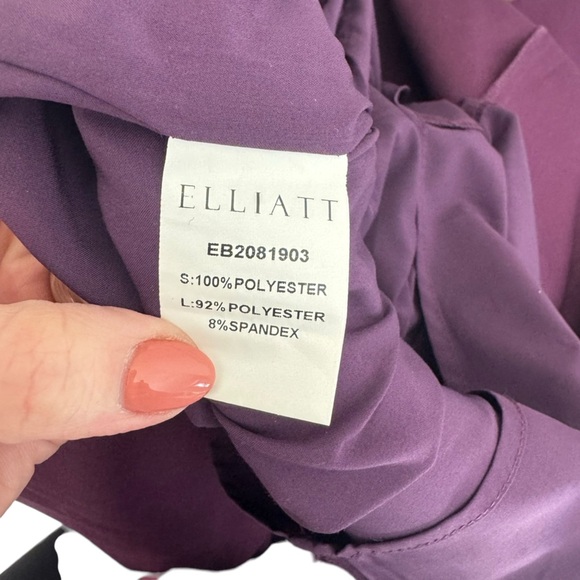 ELLIATT
EB2081903
S:100%POLYESTER
L:92%POLYESTER
8%SPANDEX